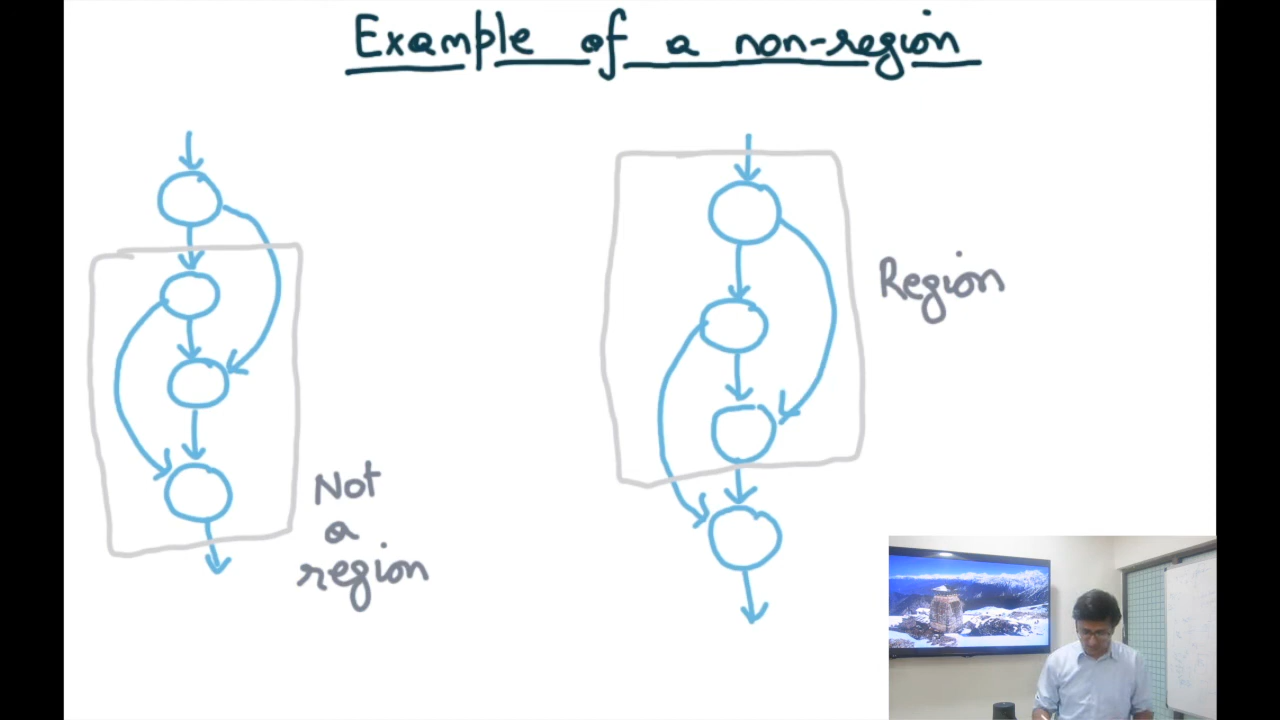 Example of a non-region
Region
Not
a
region